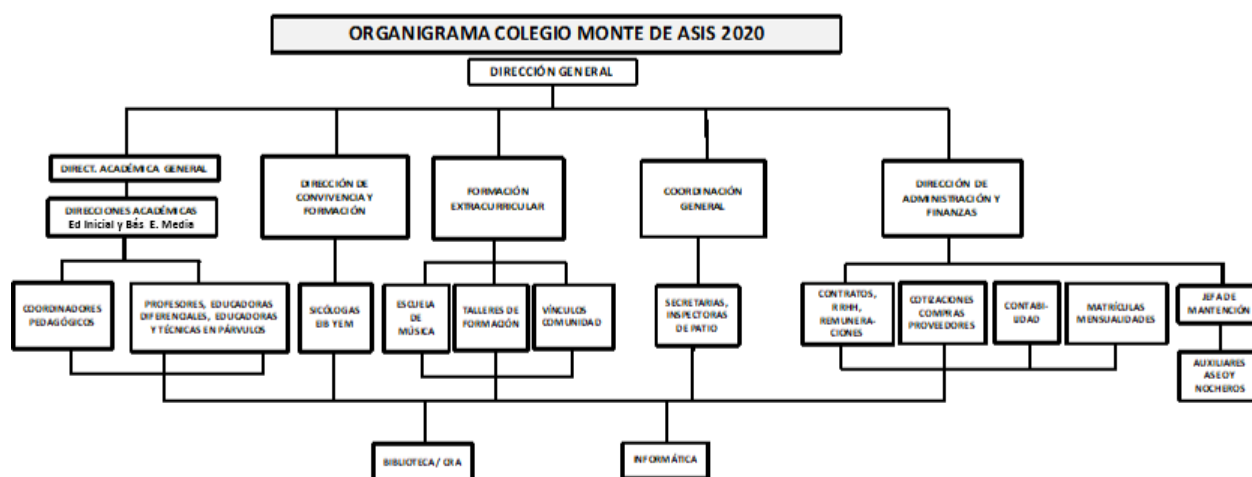 ORGANIGRAMA COLEGIO MONTE DE ASIS 2020
DIRECCIÓN GENERAL
DIRECT. ACADÉMICA GENERAL
DIRECCIONES ACADÉMICAS
Ed Inicial y Bás E. Media
DIRECCIÓN DE
CONVIVENCIA Y
FORMACIÓN
FORMACIÓN
EXTRACURRICULAR
COORDINACIÓN
GENERAL
DIRECCIÓN DE
ADMINISTRACIÓN Y
FINANZAS
COORDINADORES
PEDAGÓGICOS
PROFESORES, EDUCADORAS
DIFERENCIALES, EDUCADORAS
Y TÉCNICAS EN PÁRVULOS
SICÓLOGAS
EIB Y EM
ESCUELA
DE
MÚSICA
TALLERES DE
FORMACIÓN
VÍNCULOS
COMUNIDAD
SECRETARIAS,
INSPECTORAS
DE PATIO
CONTRATOS,
RRHH,
REMUNERA-
CIONES
COTIZACIONES
COMPRAS
PROVEEDORES
CONTABI-
LIDAD
MATRÍCULAS
MENSUALIDADES
JEFA DE
MANTENCIÓN
AUXILIARES
ASEO Y
NOCHEROS
BIBLIOTECA/ CRA
INFORMÁTICA